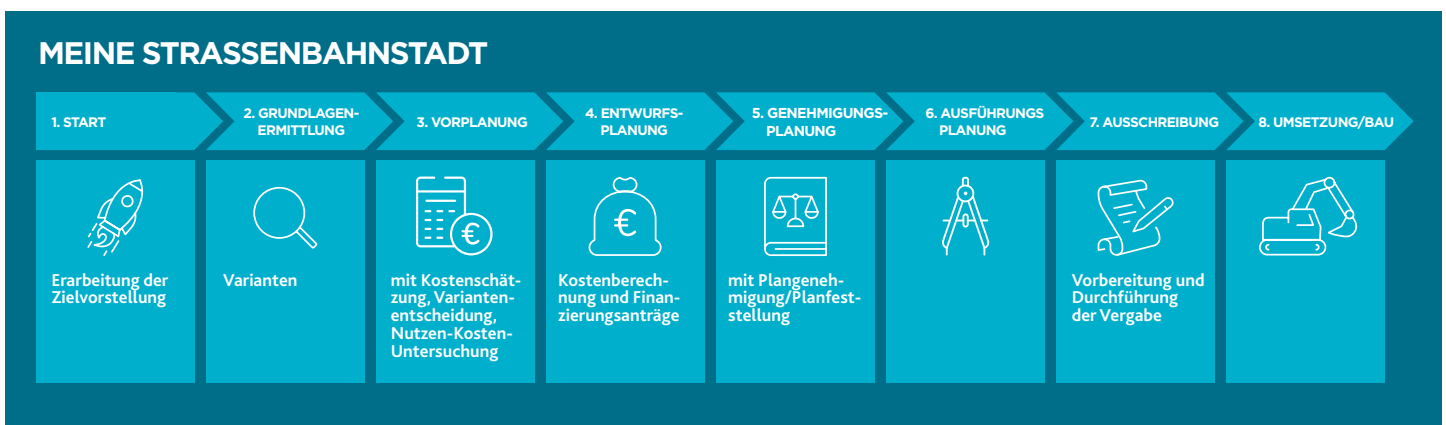 MEINE STRASSENBAHNSTADT
1. START
2. GRUNDLAGEN-
ERMITTLUNG
3. VORPLANUNG
4. ENTWURFS-
PLANUNG
5. GENEHMIGUNGS-
PLANUNG
6. AUSFÜHRUNGS
PLANUNG
7. AUSSCHREIBUNG
8. UMSETZUNG/BAU
Erarbeitung der
Zielvorstellung
Varianten
€
mit Kostenschät-
zung, Varianten-
entscheidung,
Nutzen-Kosten-
Untersuchung
€
Kostenberech-
nung und Finan-
zierungsanträge
mit Plangeneh-
migung/Planfest-
stellung
Vorbereitung und
Durchführung
der Vergabe